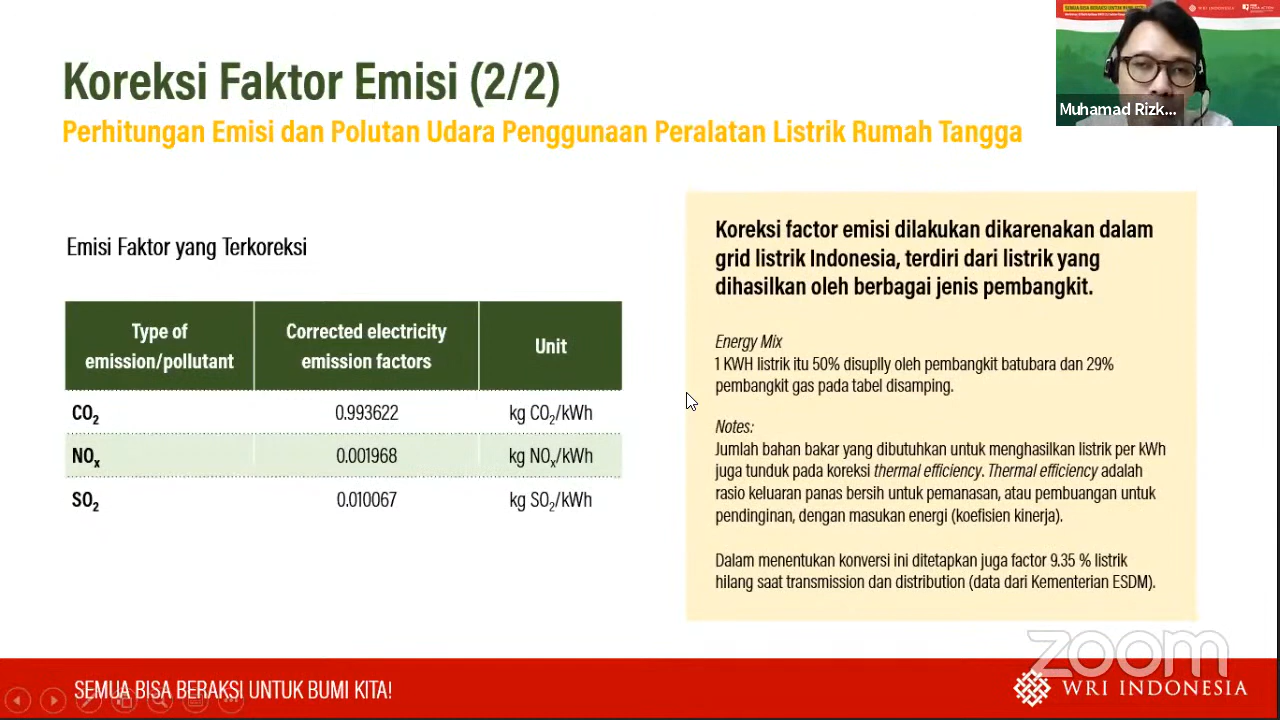 Koreksi Faktor Emisi (2/2)
Perhitungan Emisi dan Polutan Udara Penggunaan Peralatan Listrik Rumah Tangga
SEMUA BISA BERAKSI UNTUK BUMI KITA!
WRI INDONESIA
Muhamad Rizk...
Emisi Faktor yang Terkoreksi
Type of emission/pollutant
Corrected electricity emission factors
Unit
CO₂ 0.993622 kg CO₂/kWh
NOₓ 0.001968 kg NOₓ/kWh
SO₂ 0.010067 kg SO₂/kWh
Koreksi factor emisi dilakukan dikarenakan dalam
grid listrik Indonesia, terdiri dari listrik yang
dihasilkan oleh berbagai jenis pembangkit.
Energy Mix
1 KWH listrik itu 50% disuplly oleh pembangkit batubara dan 29%
pembangkit gas pada tabel disamping.
Notes:
Jumlah bahan bakar yang dibutuhkan untuk menghasilkan listrik per kWh
juga tunduk pada koreksi thermal efficiency. Thermal efficiency adalah
rasio keluaran panas bersih untuk pemanasan, atau pembuangan untuk
pendinginan, dengan masukan energi (koefisien kinerja).
Dalam menentukan konversi ini ditetapkan juga factor 9.35 % listrik
hilang saat transmission dan distribution (data dari Kementerian ESDM).
zoom
SEMUA BISA BERAKSI UNTUK BUMI KITA!
WRI INDONESIA